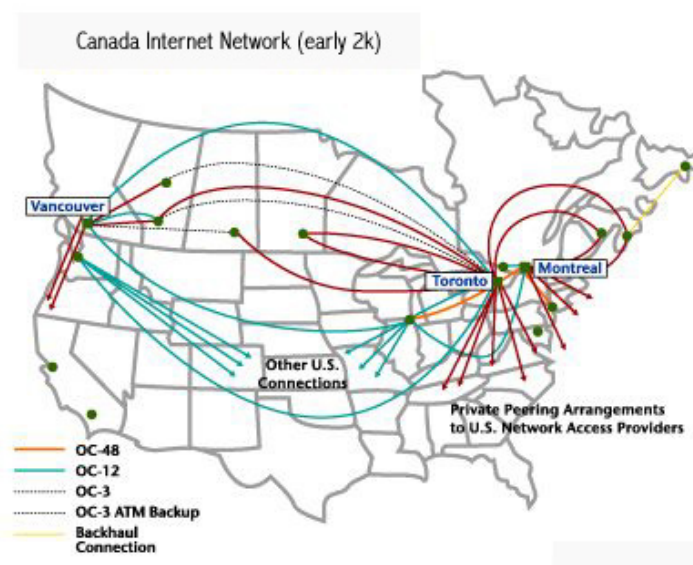 Canada Internet Network (early 2k)
Vancouver
Toronto
Montreal
Other U.S.
Connections
Private Peering Arrangements
to U.S. Network Access Providers
OC-48
OC-12
OC-3
OC-3 ATM Backup
Backhaul
Connection